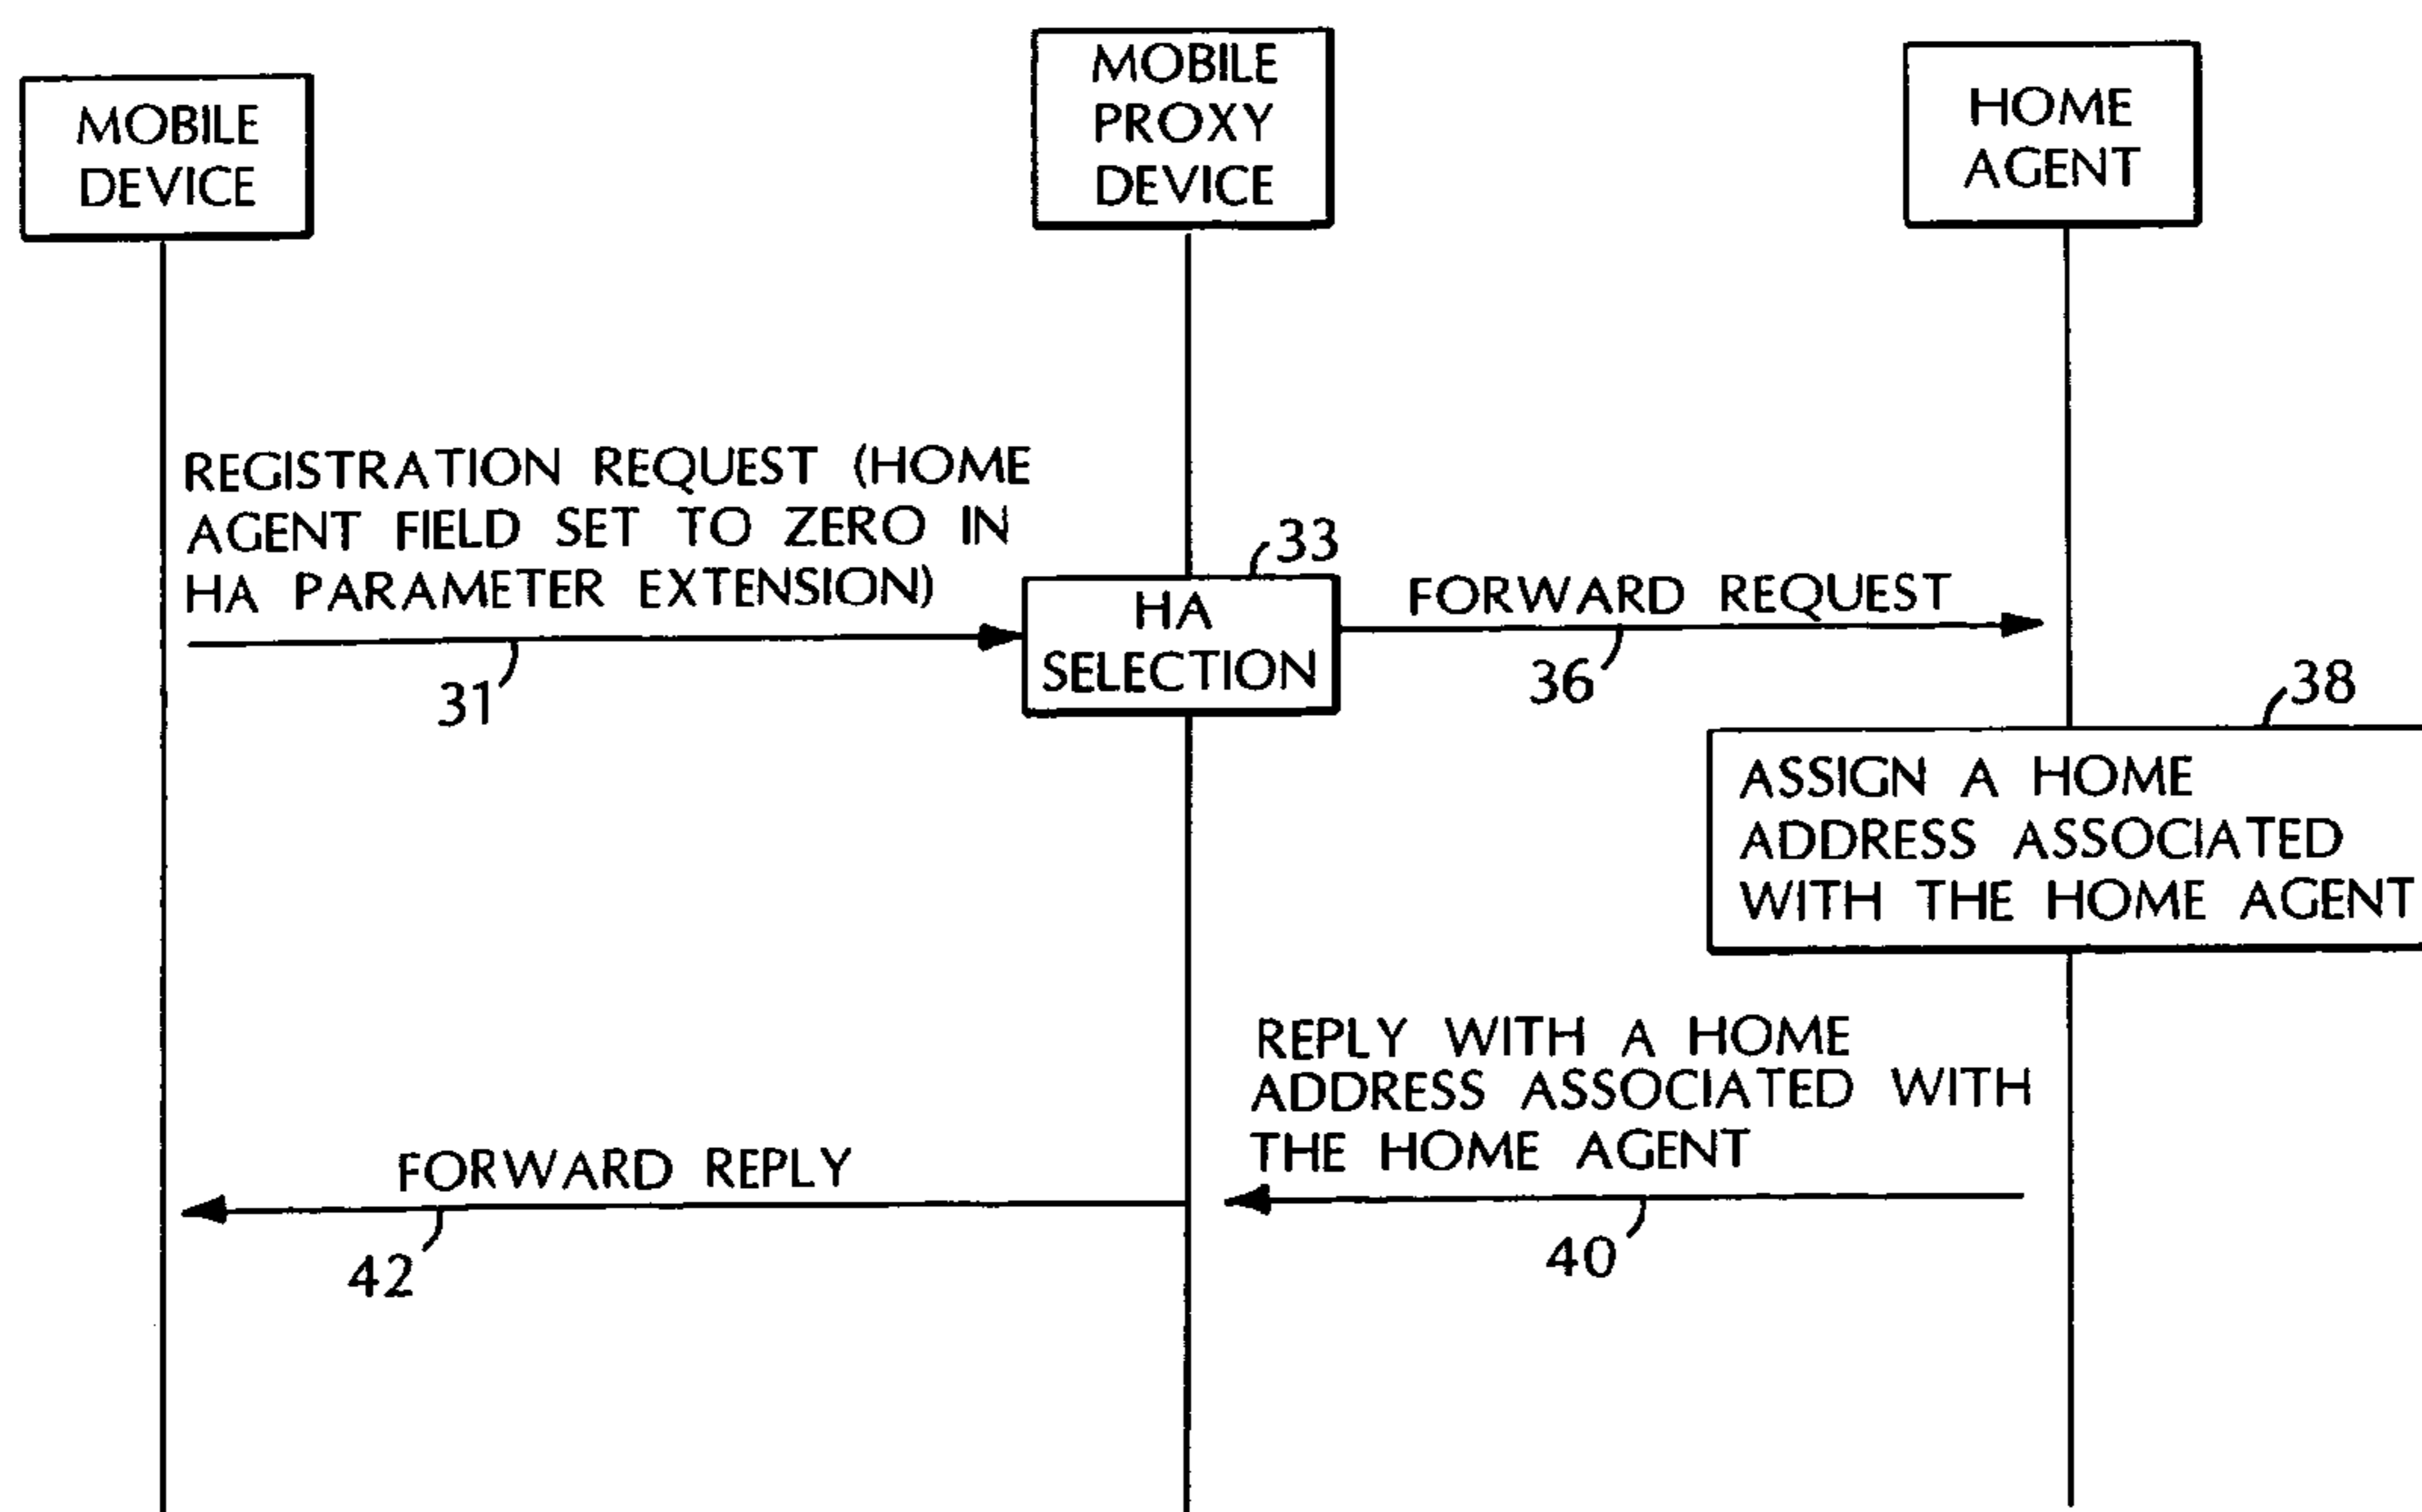 MOBILE
DEVICE
MOBILE
PROXY
DEVICE
HOME
AGENT
REGISTRATION REQUEST (HOME
AGENT FIELD SET TO ZERO IN
HA PARAMETER EXTENSION)
31
HA
SELECTION
33
FORWARD REQUEST
36
38
ASSIGN A HOME
ADDRESS ASSOCIATED
WITH THE HOME AGENT
REPLY WITH A HOME
ADDRESS ASSOCIATED WITH
THE HOME AGENT
40
FORWARD REPLY
42